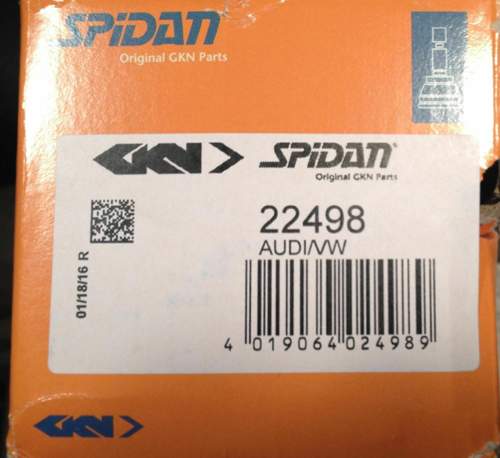 SPiDAN
Original GKN Parts
GKN SPiDAN
Original GKN Parts
22498
AUDI/VW
01/18/16 R
4 019064 024989
GKN